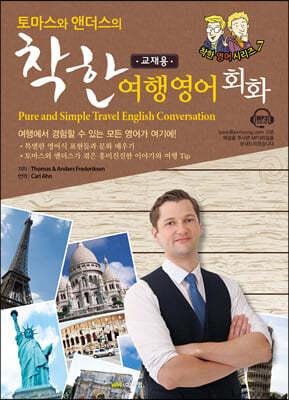 토마스와 앤더스의
착한 영어 시리즈 7
착한
· 교재용 ·
여행영어 회화
Pure and Simple Travel English Conversation
여행에서 경험할 수 있는 모든 영어가 여기에!
· 특별한 영어식 표현들과 문화 배우기
· 토마스와 앤더스가 겪은 흥미진진한 이야기와 여행 Tip
저자 Thomas & Anders Frederiksen
번역 Carl Ahn
MP3